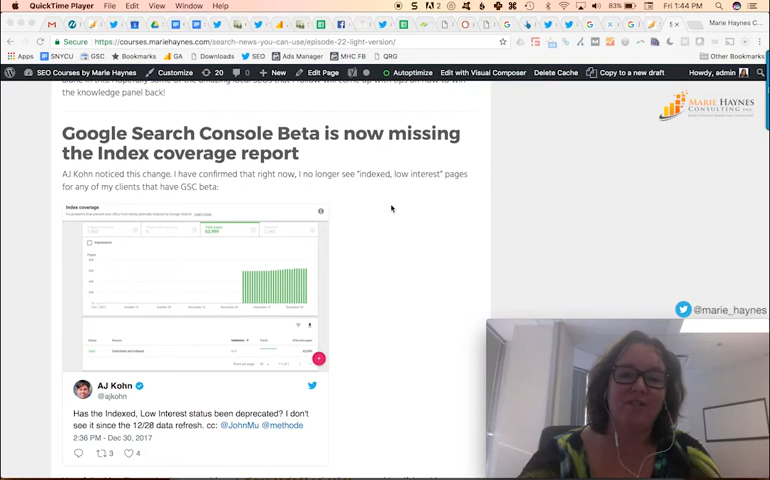 QuickTime Player File Edit View Window Help
83% Fri 1:44 PM
Marie Haynes
Secure https://courses.mariehaynes.com/search-news-you-can-use/episode-22-light-version/
Apps SNYCU GSC Bookmarks GA Downloads SEO Ads Manager MHC FB QRG Other Bookmarks
SEO Courses by Marie Haynes Customize 20 0 New Edit Page Autoptimize Edit with Visual Composer Delete Cache Copy to a new draft Howdy, admin
the knowledge panel back!
MARIE HAYNES
CONSULTING INC.
Google Search Console Beta is now missing
the Index coverage report
AJ Kohn noticed this change. I have confirmed that right now, I no longer see "indexed, low interest" pages
for any of my clients that have GSC beta:
Index coverage
Submitted and indexed
@marie_haynes
AJ Kohn
@ajkohn
Has the Indexed, Low Interest status been deprecated? I don't
see it since the 12/28 data refresh. cc: @JohnMu @methode
2:36 PM - Dec 30, 2017
3 4